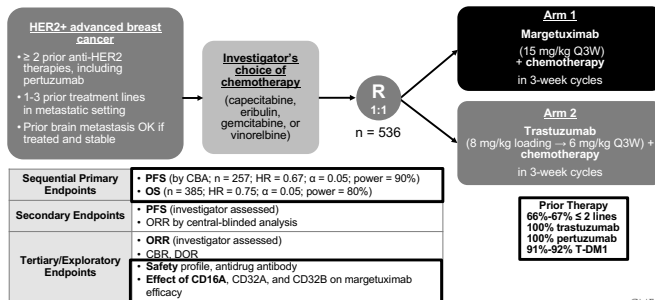 HER2+ advanced breast
cancer
• ≥ 2 prior anti-HER2
therapies, including
pertuzumab
• 1-3 prior treatment lines
in metastatic setting
• Prior brain metastasis OK if
treated and stable
Investigator's
choice of
chemotherapy
(capecitabine,
eribulin,
gemcitabine, or
vinorelbine)
R
1:1
n = 536
Arm 1
Margetuximab
(15 mg/kg Q3W)
+ chemotherapy
in 3-week cycles
Arm 2
Trastuzumab
(8 mg/kg loading → 6 mg/kg Q3W) +
chemotherapy
in 3-week cycles
Sequential Primary
Endpoints
• PFS (by CBA; n = 257; HR = 0.67; α = 0.05; power = 90%)
• OS (n = 385; HR = 0.75; α = 0.05; power = 80%)
Secondary Endpoints
• PFS (investigator assessed)
• ORR by central-blinded analysis
Tertiary/Exploratory
Endpoints
• ORR (investigator assessed)
• CBR, DOR
• Safety profile, antidrug antibody
• Effect of CD16A, CD32A, and CD32B on margetuximab
efficacy
Prior Therapy
66%-67% ≤ 2 lines
100% trastuzumab
100% pertuzumab
91%-92% T-DM1